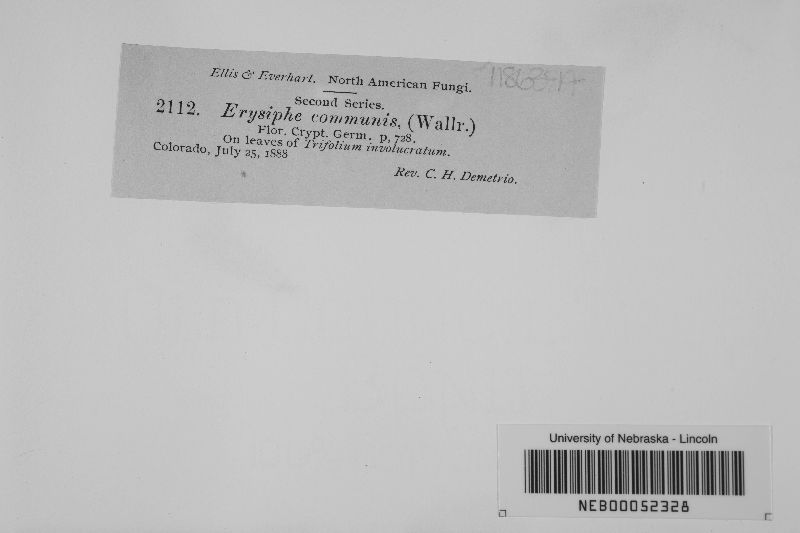 Ellis & Everhart. North American Fungi.
Second Series.
2112. Erysiphe communis, (Wallr.)
Flor. Crypt. Germ. p, 728.
On leaves of Trifolium involucratum.
Colorado, July 25, 1888
Rev. C. H. Demetrio.
University of Nebraska - Lincoln
NEB00052328